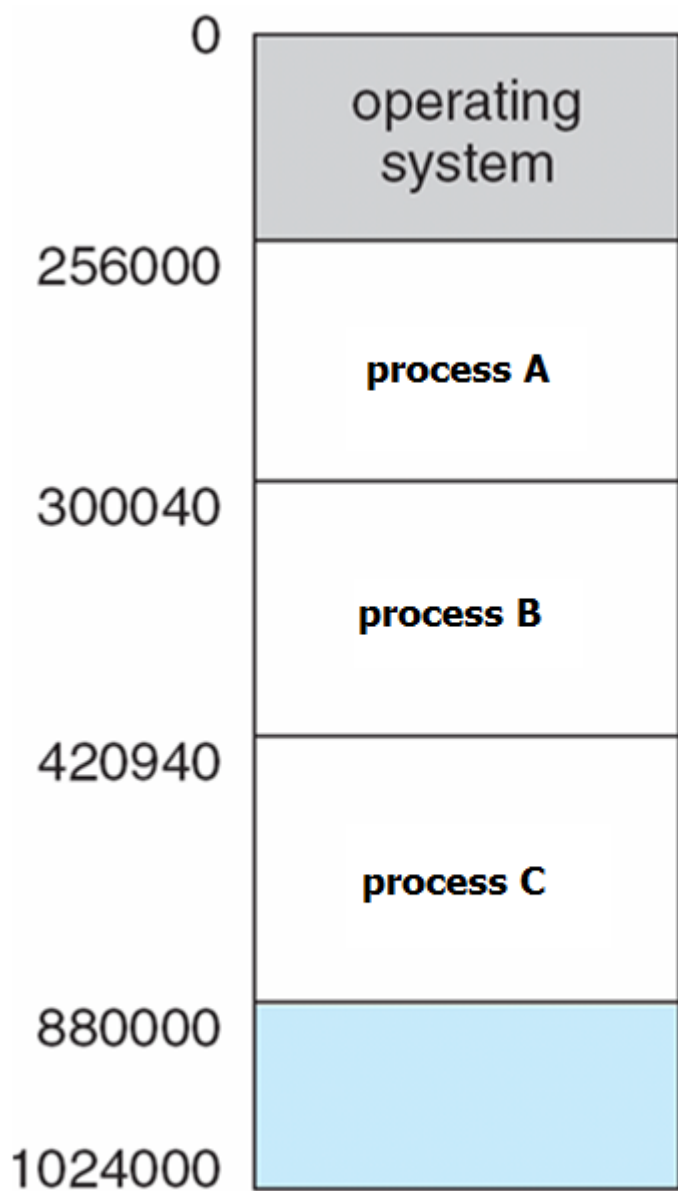 0
operating
system
256000
process A
300040
process B
420940
process C
880000
1024000